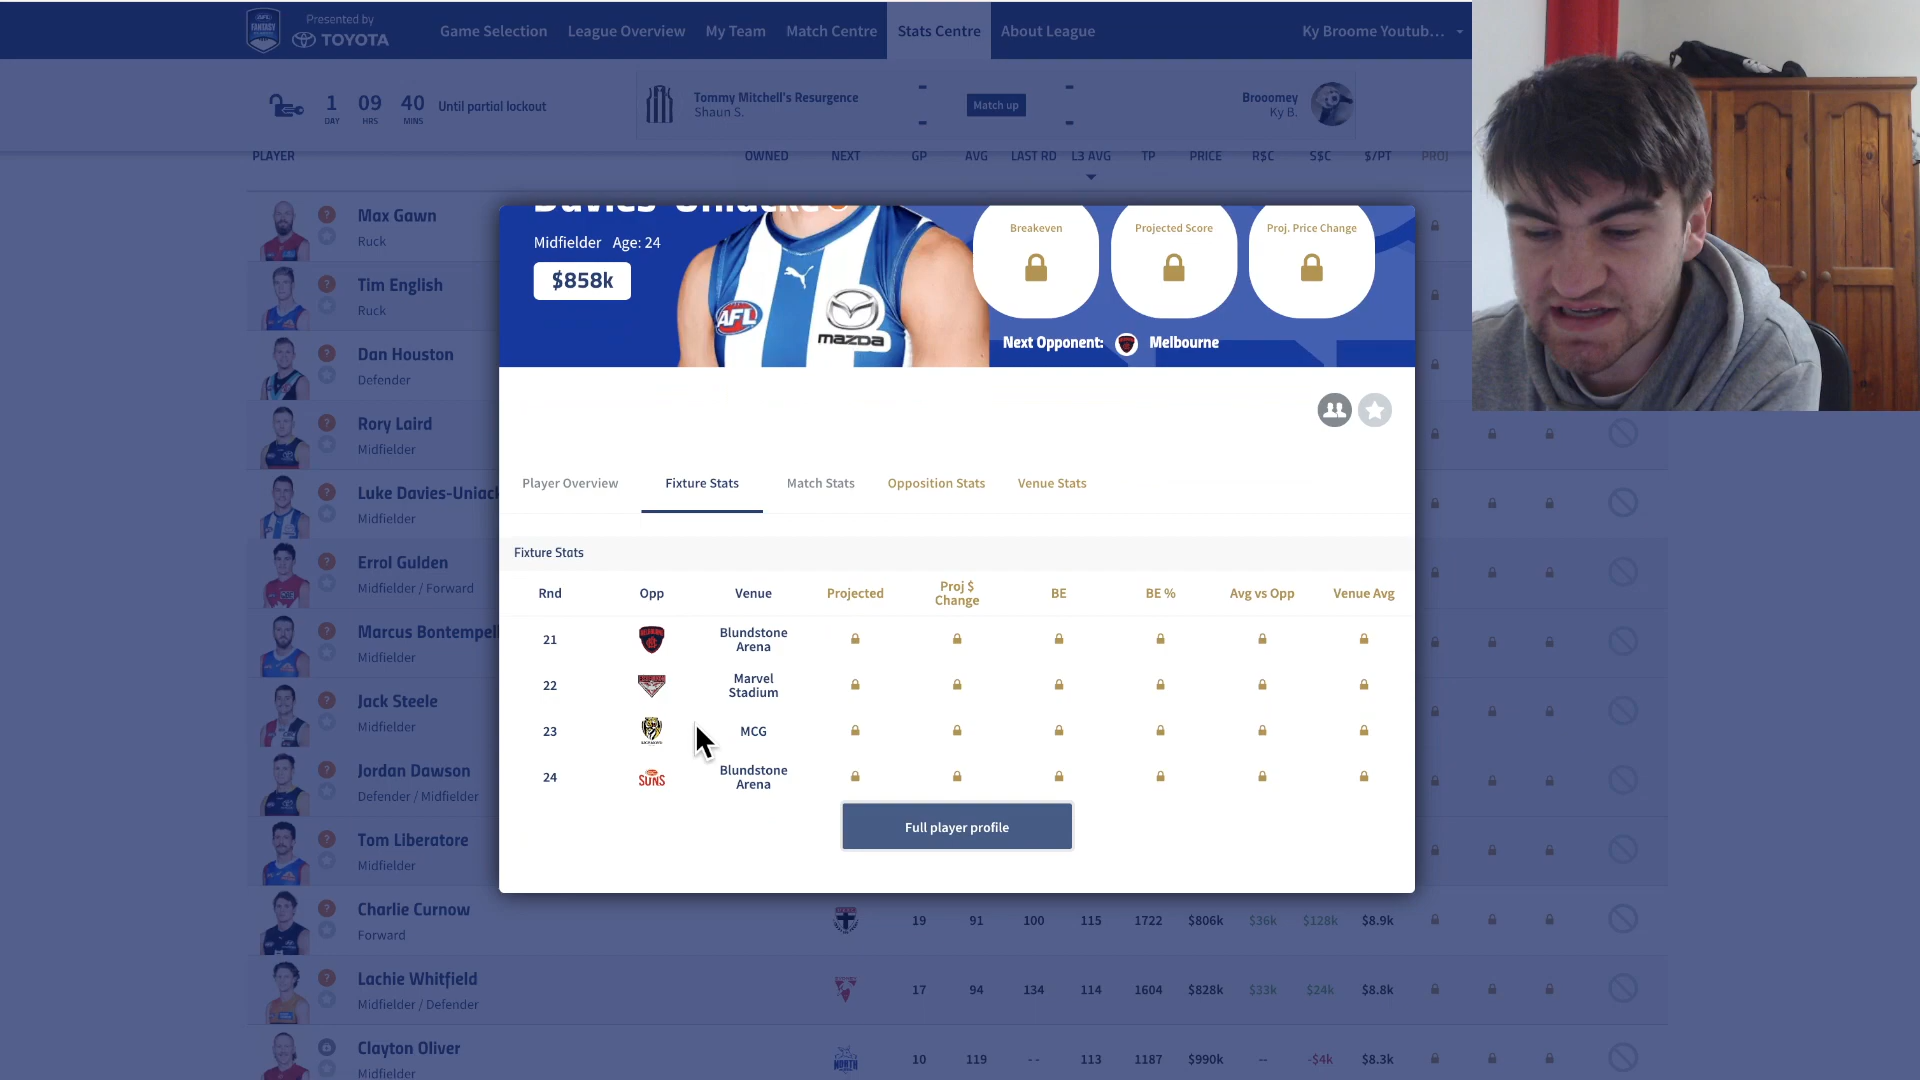 Presented by
TOYOTA
Game Selection
League Overview
My Team
Match Centre
Stats Centre
About League
Ky Broome Youtub...
1 09 40 Until partial lockout
DAY HRS MINS
Tommy Mitchell's Resurgence
Shaun S.
Match up
Brooomey
Ky B.
PLAYER OWNED NEXT GP AVG LAST RD L3 AVG TP PRICE R$C S$C $/PT PROJ
Max Gawn
Ruck
Tim English
Ruck
Dan Houston
Defender
Rory Laird
Midfielder
Luke Davies-Uniack
Midfielder
Errol Gulden
Midfielder / Forward
Marcus Bontempel
Midfielder
Jack Steele
Midfielder
Jordan Dawson
Defender / Midfielder
Tom Liberatore
Midfielder
Charlie Curnow
Forward
19 91 100 115 1722 $806k $36k $128k $8.9k
Lachie Whitfield
Midfielder / Defender
17 94 134 114 1604 $828k $33k $24k $8.8k
Clayton Oliver
Midfielder
10 119 -- 113 1187 $990k -- -$4k $8.3k
NORTH
Midfielder Age: 24
$858k
AFL
mazda
Breakeven
Projected Score
Proj. Price Change
Next Opponent: Melbourne
Player Overview
Fixture Stats
Match Stats
Opposition Stats
Venue Stats
Fixture Stats
Rnd Opp Venue Projected Proj $ Change BE BE % Avg vs Opp Venue Avg
21 Blundstone Arena
22 Marvel Stadium
23 MCG
24 SUNS Blundstone Arena
Full player profile